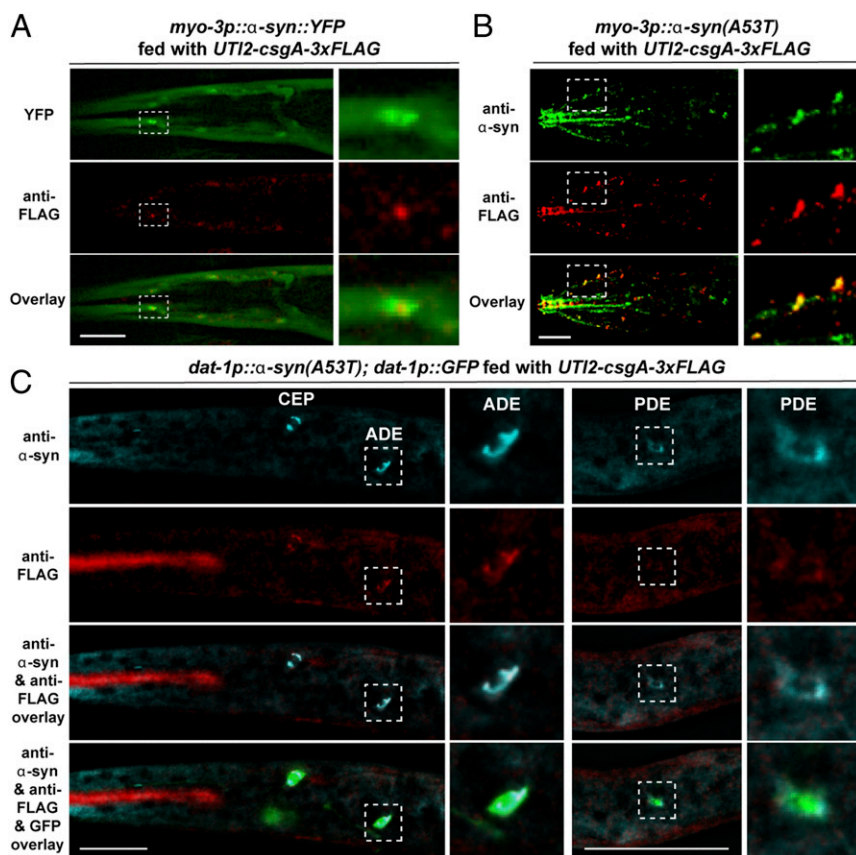 A
myo-3p::α-syn::YFP
fed with UTI2-csgA-3xFLAG
YFP
anti-
FLAG
Overlay
B
myo-3p::α-syn(A53T)
fed with UTI2-csgA-3xFLAG
anti-
α-syn
anti-
FLAG
Overlay
C
dat-1p::α-syn(A53T); dat-1p::GFP fed with UTI2-csgA-3xFLAG
CEP
ADE
ADE
PDE
PDE
anti-
α-syn
anti-
FLAG
anti-
α-syn
& anti-
FLAG
overlay
anti-
α-syn
& anti-
FLAG
& GFP
overlay